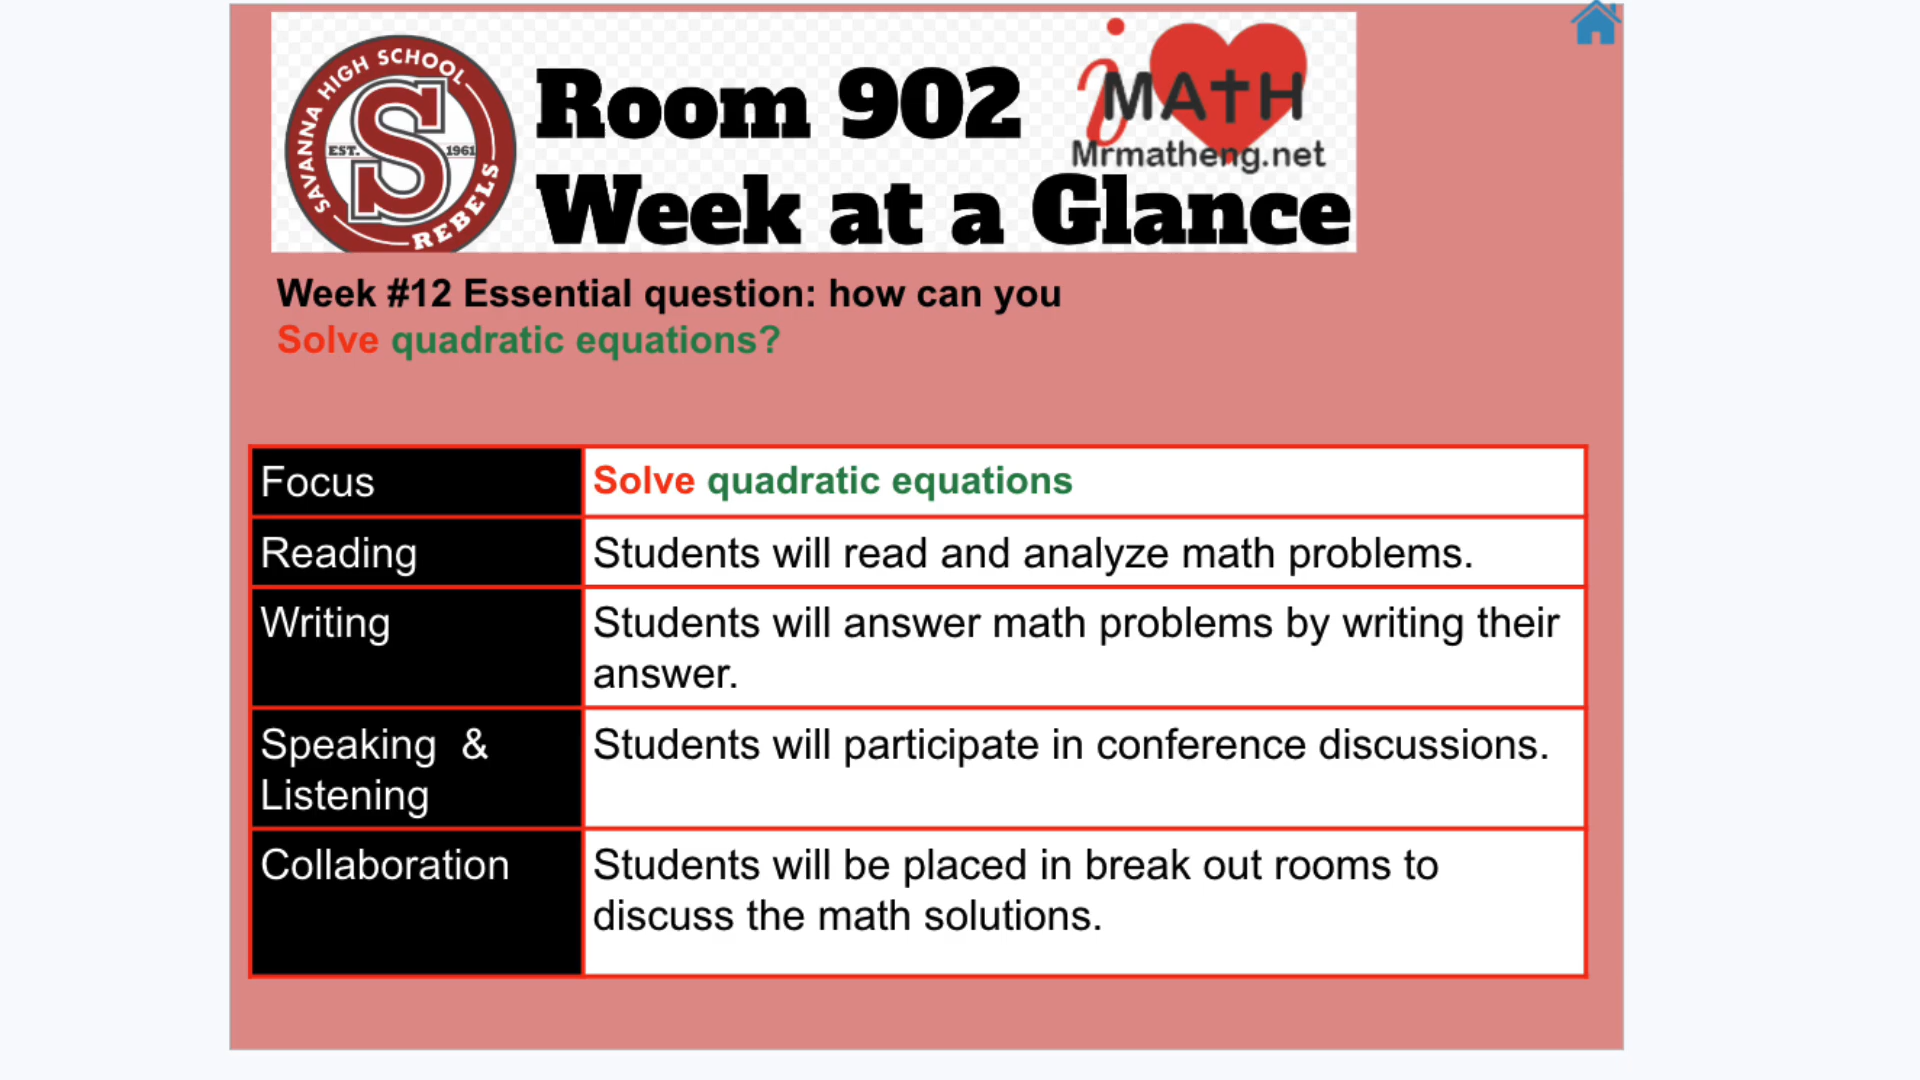 SAVANNA HIGH SCHOOL
EST. S 1961
REBELS
Room 902
Week at a Glance
i MATH
Mrmatheng.net
Week #12 Essential question: how can you
Solve quadratic equations?
Focus
Solve quadratic equations
Reading
Students will read and analyze math problems.
Writing
Students will answer math problems by writing their
answer.
Speaking & 
Listening
Students will participate in conference discussions.
Collaboration
Students will be placed in break out rooms to
discuss the math solutions.